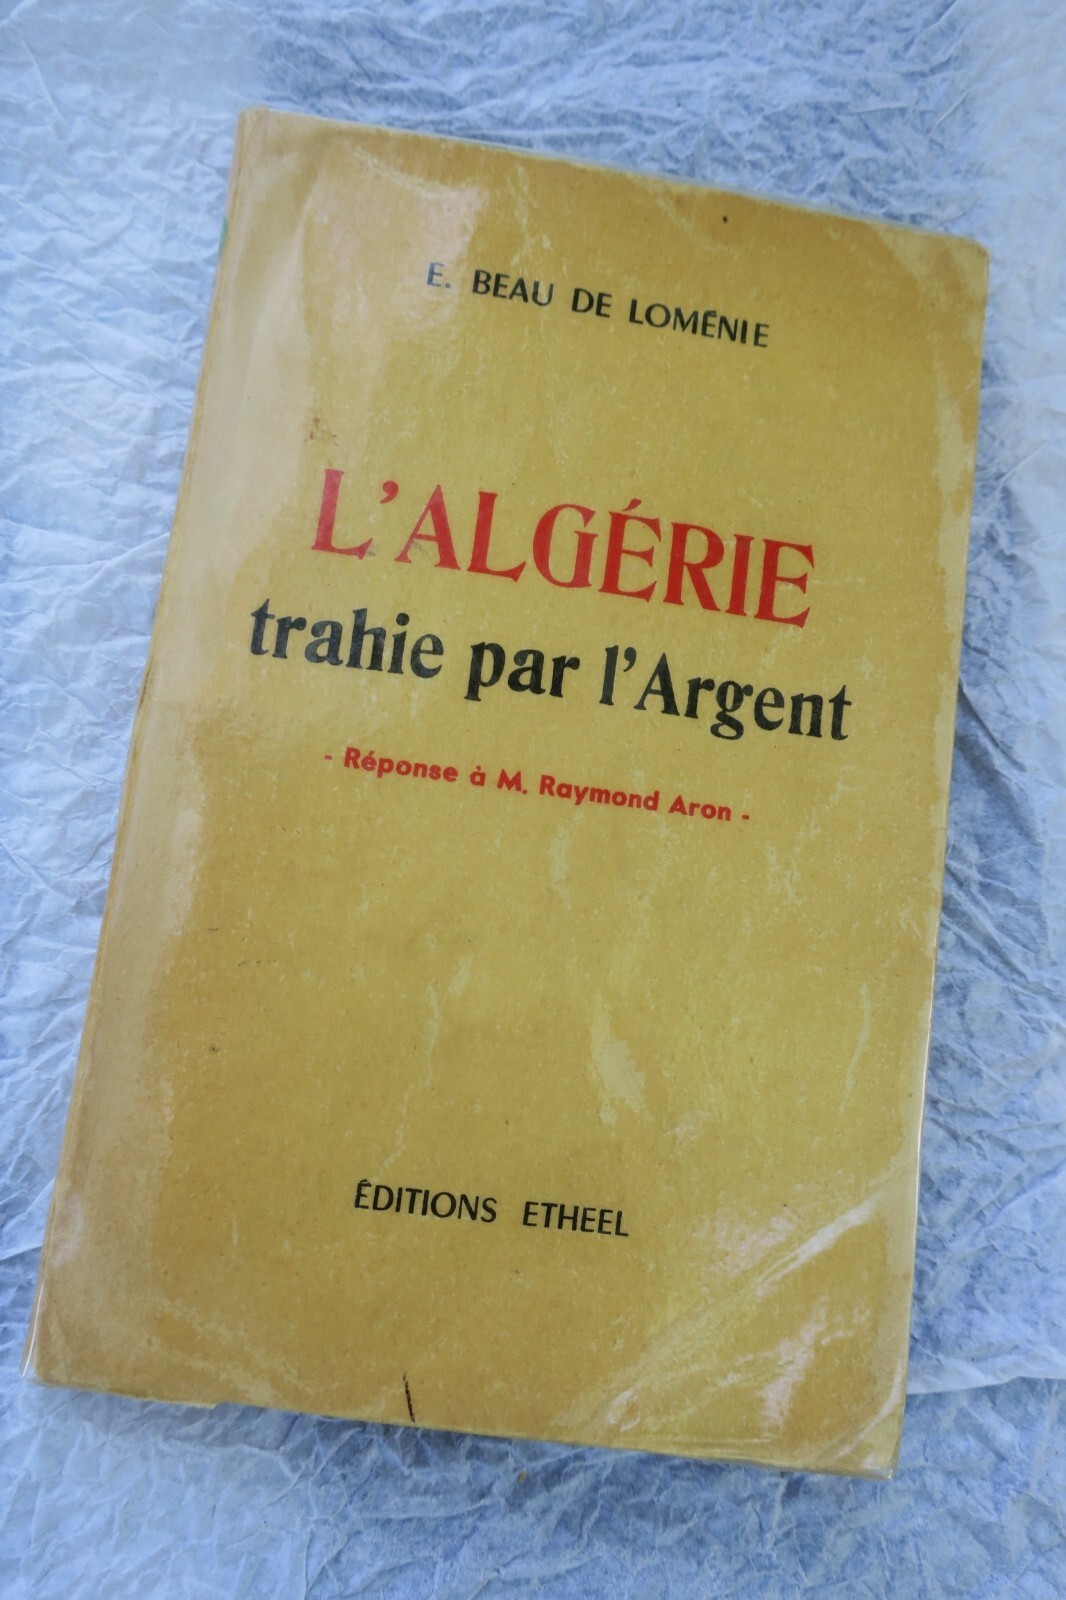 E. BEAU DE LOMÉNIE
L'ALGÉRIE
trahie par l'Argent
- Réponse à M. Raymond Aron -
ÉDITIONS ETHEEL